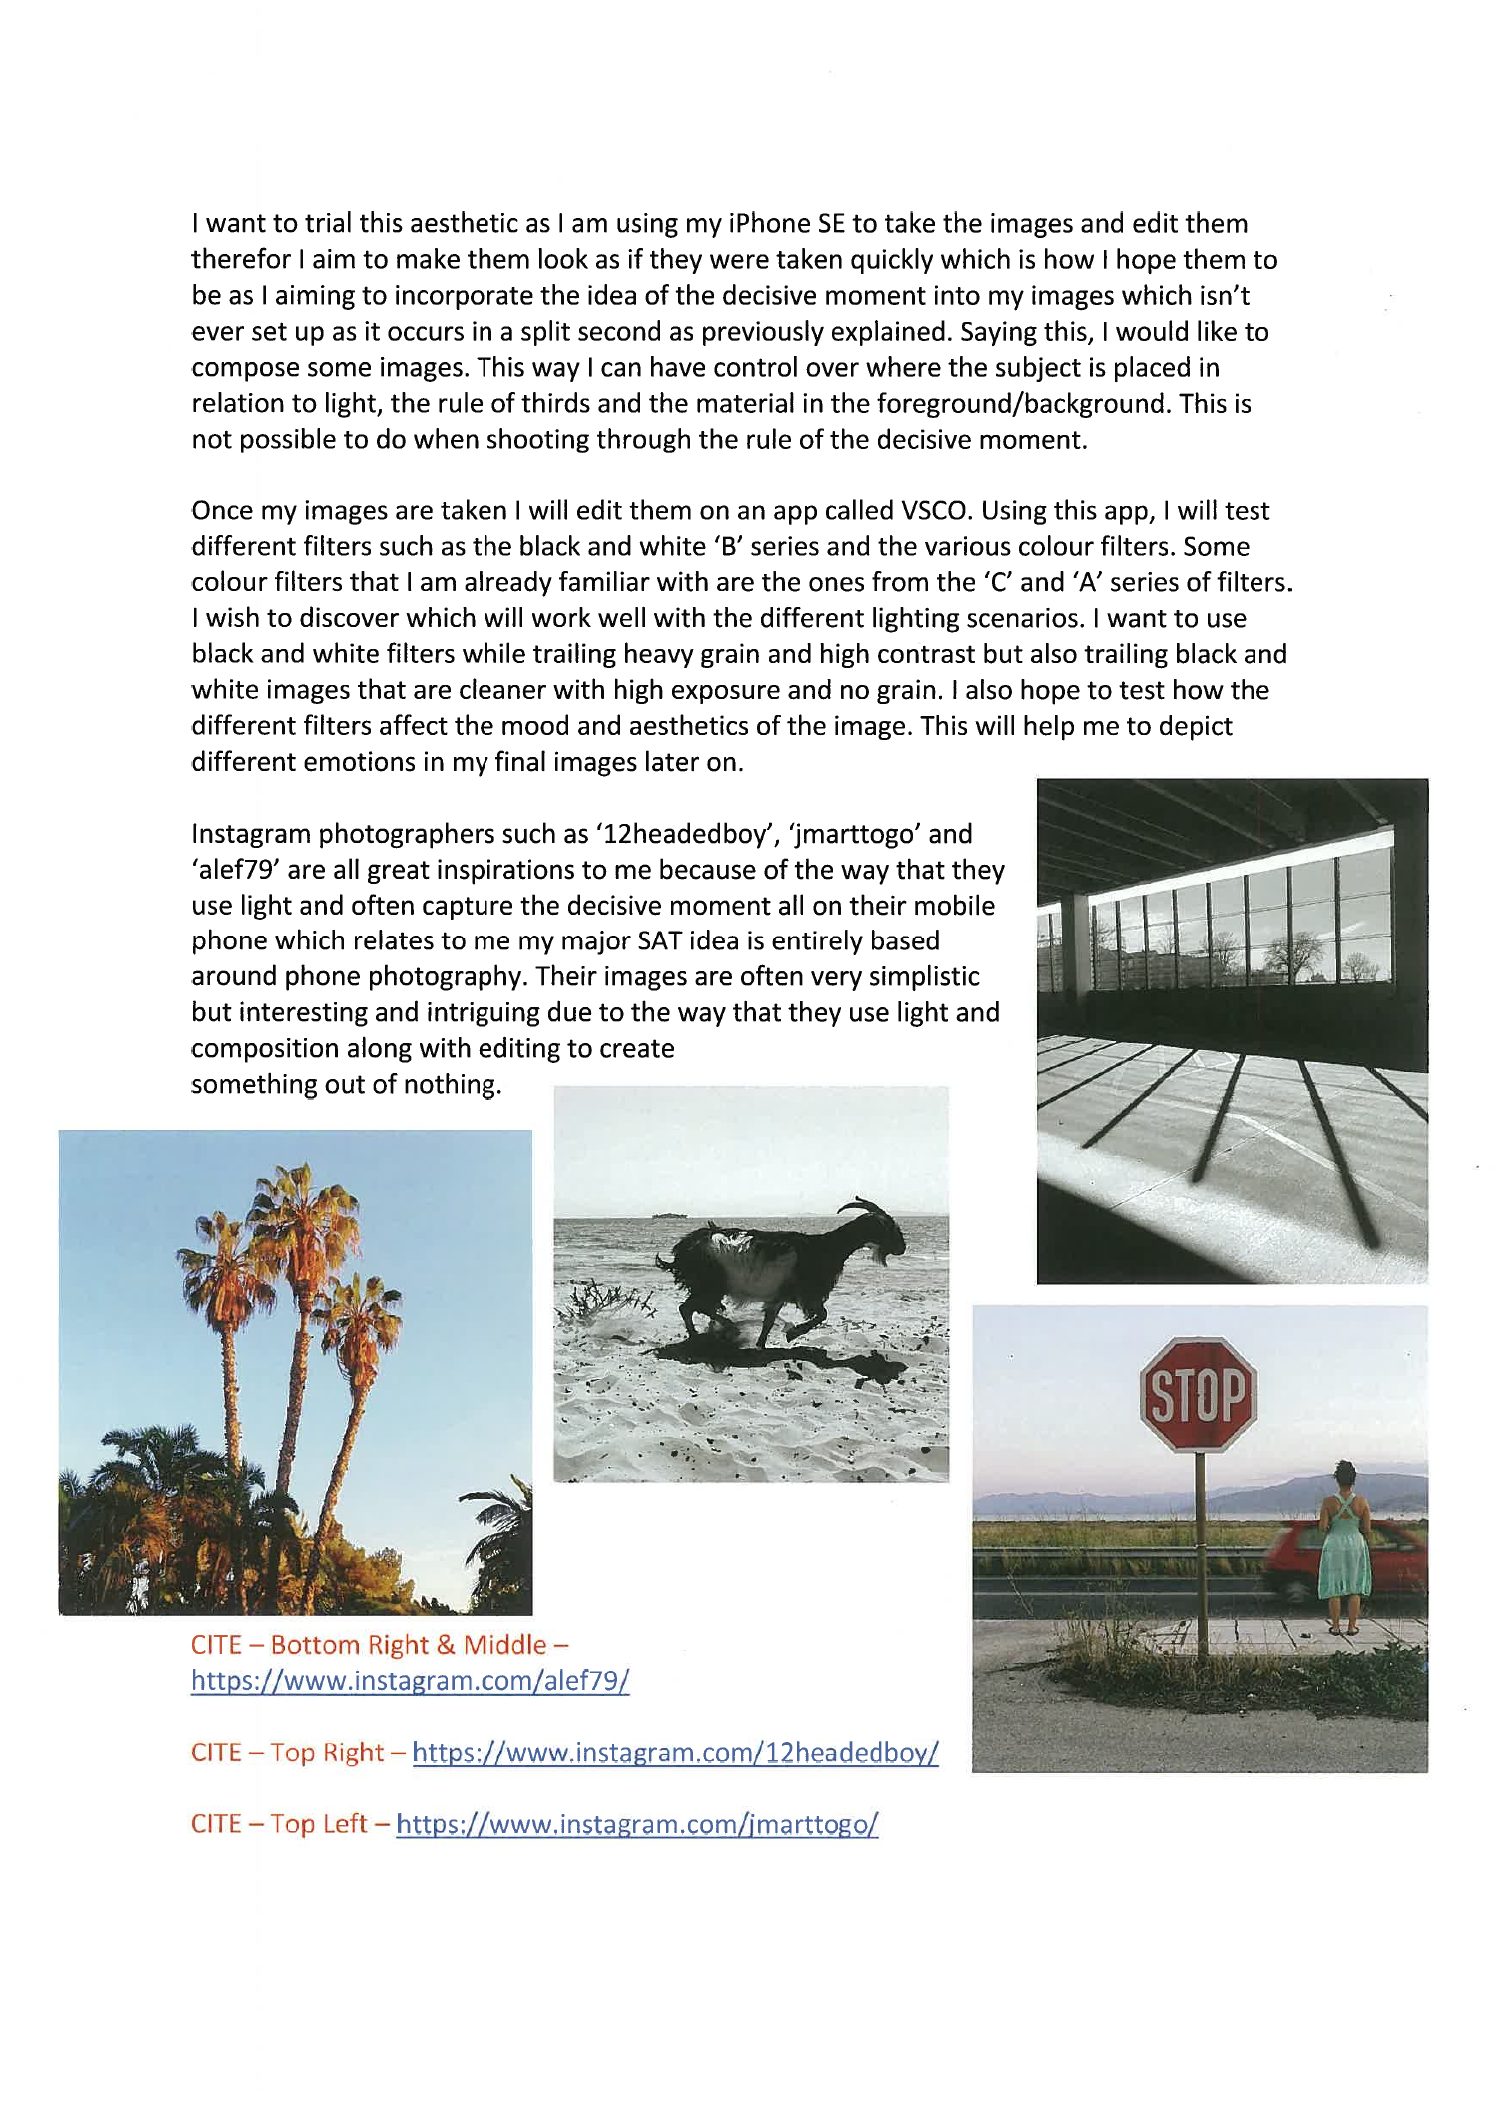 I want to trial this aesthetic as I am using my iPhone SE to take the images and edit them
therefor I aim to make them look as if they were taken quickly which is how I hope them to
be as I aiming to incorporate the idea of the decisive moment into my images which isn’t
ever set up as it occurs in a split second as previously explained. Saying this, I would like to
compose some images. This way I can have control over where the subject is placed in
relation to light, the rule of thirds and the material in the foreground/background. This is
not possible to do when shooting through the rule of the decisive moment.
Once my images are taken I will edit them on an app called VSCO. Using this app, I will test
different filters such as the black and white ‘B’ series and the various colour filters. Some
colour filters that I am already familiar with are the ones from the ‘C’ and ‘A’ series of filters.
I wish to discover which will work well with the different lighting scenarios. I want to use
black and white filters while trailing heavy grain and high contrast but also trailing black and
white images that are cleaner with high exposure and no grain. I also hope to test how the
different filters affect the mood and aesthetics of the image. This will help me to depict
different emotions in my final images later on.
Instagram photographers such as ‘12headedboy’, ‘jmarttogo’ and
‘alef79’ are all great inspirations to me because of the way that they
use light and often capture the decisive moment all on their mobile
phone which relates to me my major SAT idea is entirely based
around phone photography. Their images are often very simplistic
but interesting and intriguing due to the way that they use light and
composition along with editing to create
something out of nothing.
STOP
CITE – Bottom Right & Middle –
https://www.instagram.com/alef79/
CITE – Top Right – https://www.instagram.com/12headedboy/
CITE – Top Left – https://www.instagram.com/jmarttogo/